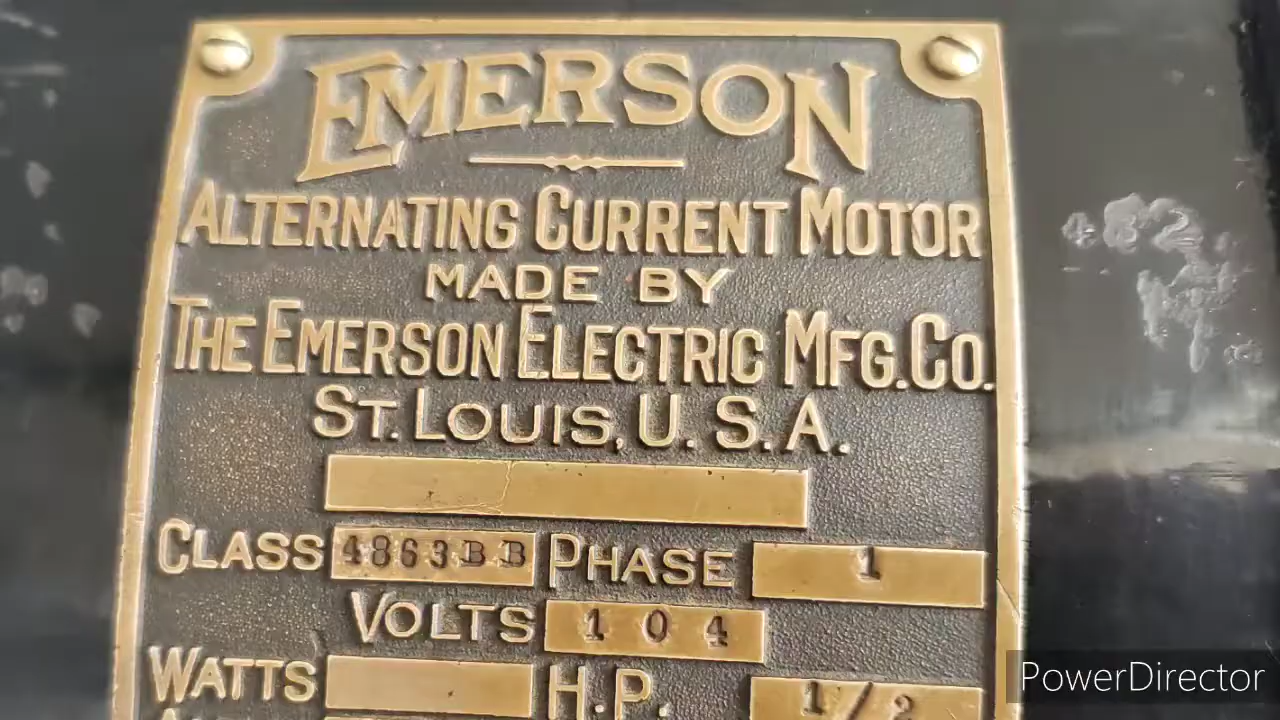 EMERSON
ALTERNATING CURRENT MOTOR
MADE BY
THE EMERSON ELECTRIC MFG. CO.
ST. LOUIS, U. S. A.
CLASS 4863BB PHASE 1
VOLTS 104
WATTS H.P. 1/2
PowerDirector